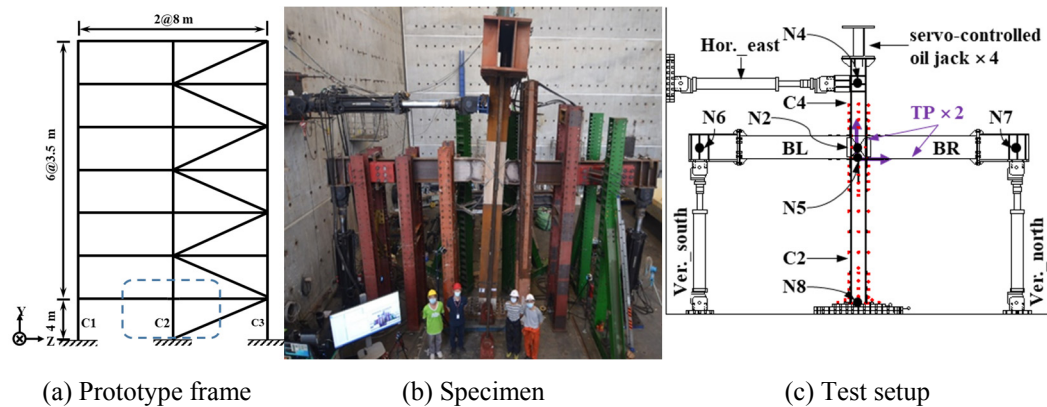 2@8 m
6@3.5 m
4 m
Y
Z
C1
C2
C3
(a) Prototype frame
(b) Specimen
N4
Hor._east
servo-controlled
oil jack × 4
C4
N6
N2
TP × 2
N7
BL
BR
N5
Ver._south
C2
N8
Ver._north
(c) Test setup